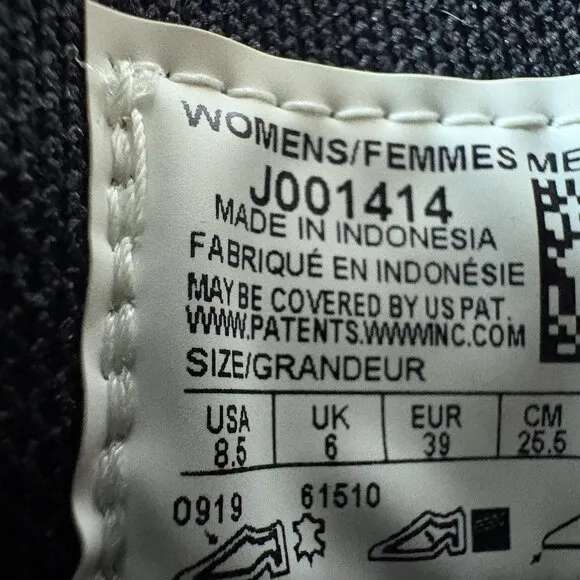 WOMENS/FEMMES ME
J001414
MADE IN INDONESIA
FABRIQUÉ EN INDONÉSIE
MAY BE COVERED BY US PAT.
WWW.PATENTS.WWWINC.COM
SIZE/GRANDEUR
USA UK EUR CM
8.5 6 39 25.5
0919 61510